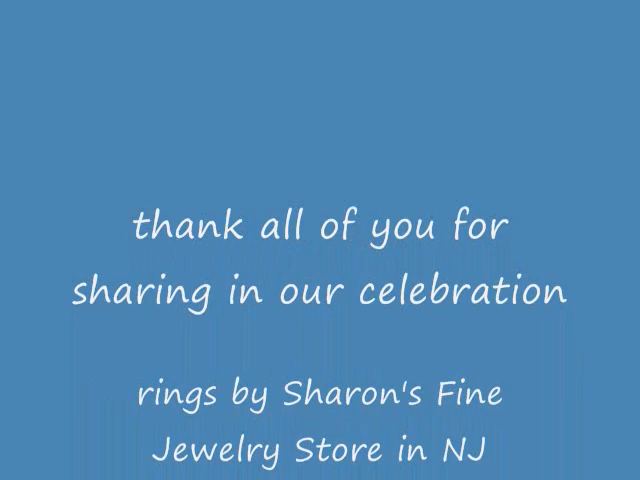 thank all of you for
sharing in our celebration
rings by Sharon's Fine
Jewelry Store in NJ